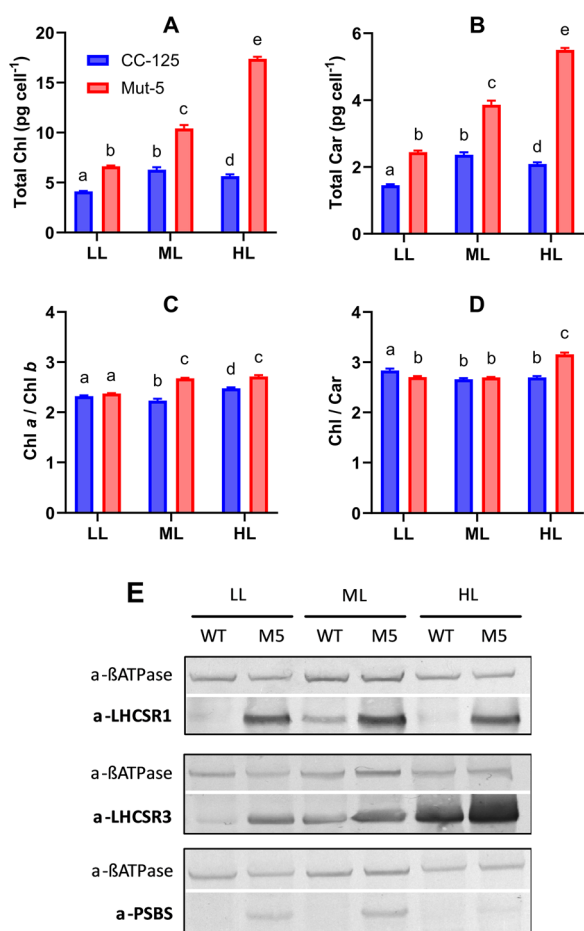 A
Total Chl (pg cell⁻¹)
20
15
10
5
0
CC-125
Mut-5
a
b
b
c
d
e
LL
ML
HL
B
Total Car (pg cell⁻¹)
6
4
2
0
a
b
b
c
d
e
LL
ML
HL
C
Chl a / Chl b
4
3
2
1
0
a
a
b
c
d
c
LL
ML
HL
D
Chl / Car
4
3
2
1
0
a
b
b
b
b
c
LL
ML
HL
E
LL ML HL
WT M5 WT M5 WT M5
a-ßATPase
a-LHCSR1
a-ßATPase
a-LHCSR3
a-ßATPase
a-PSBS